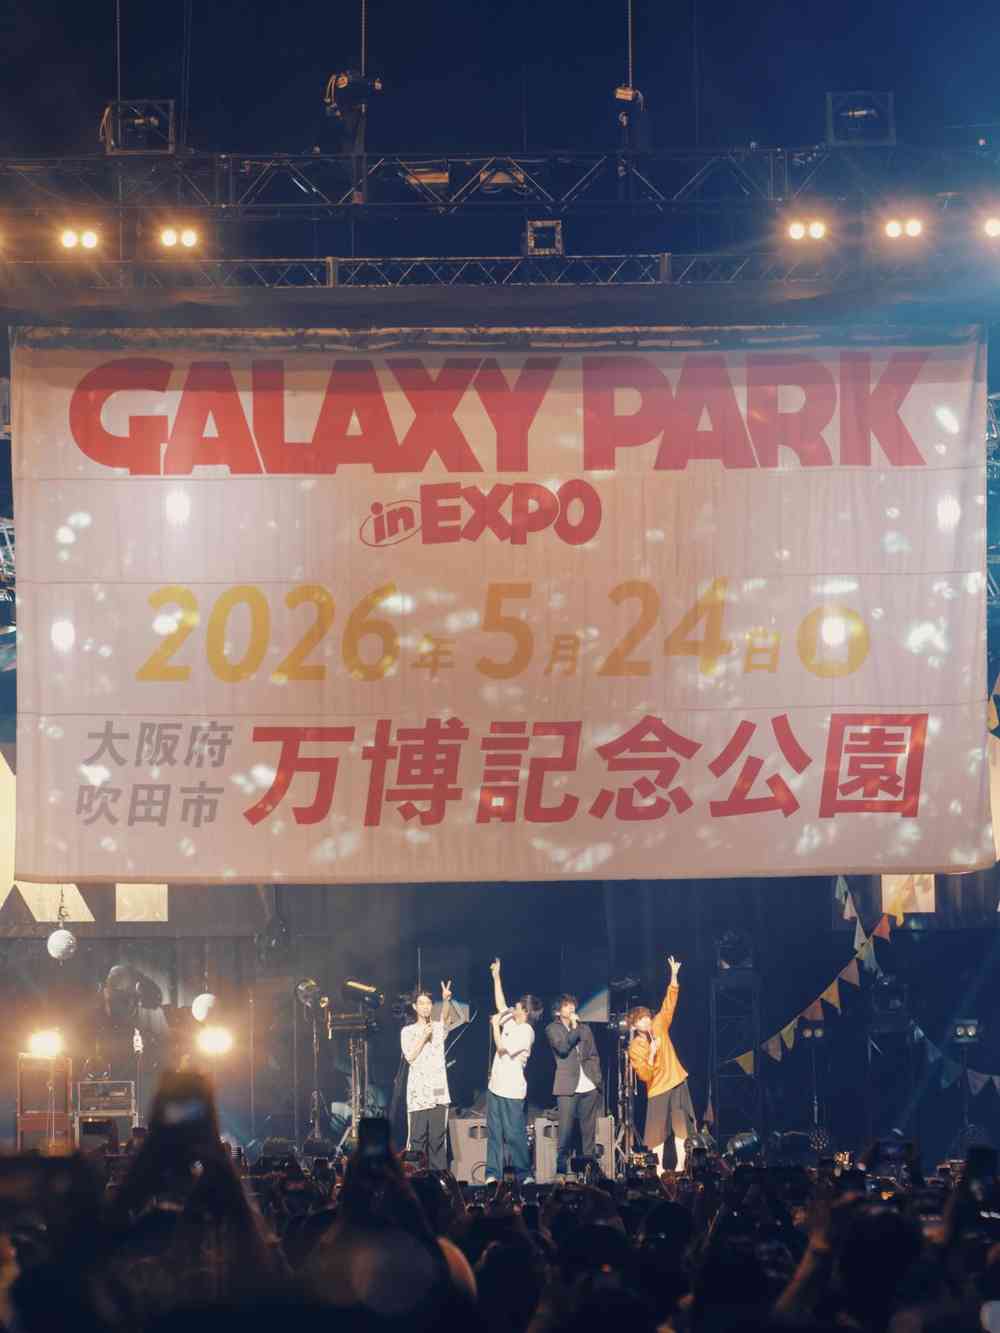 GALAXY PARK
in EXPO
2026年5月24日日
大阪府
吹田市
万博記念公園